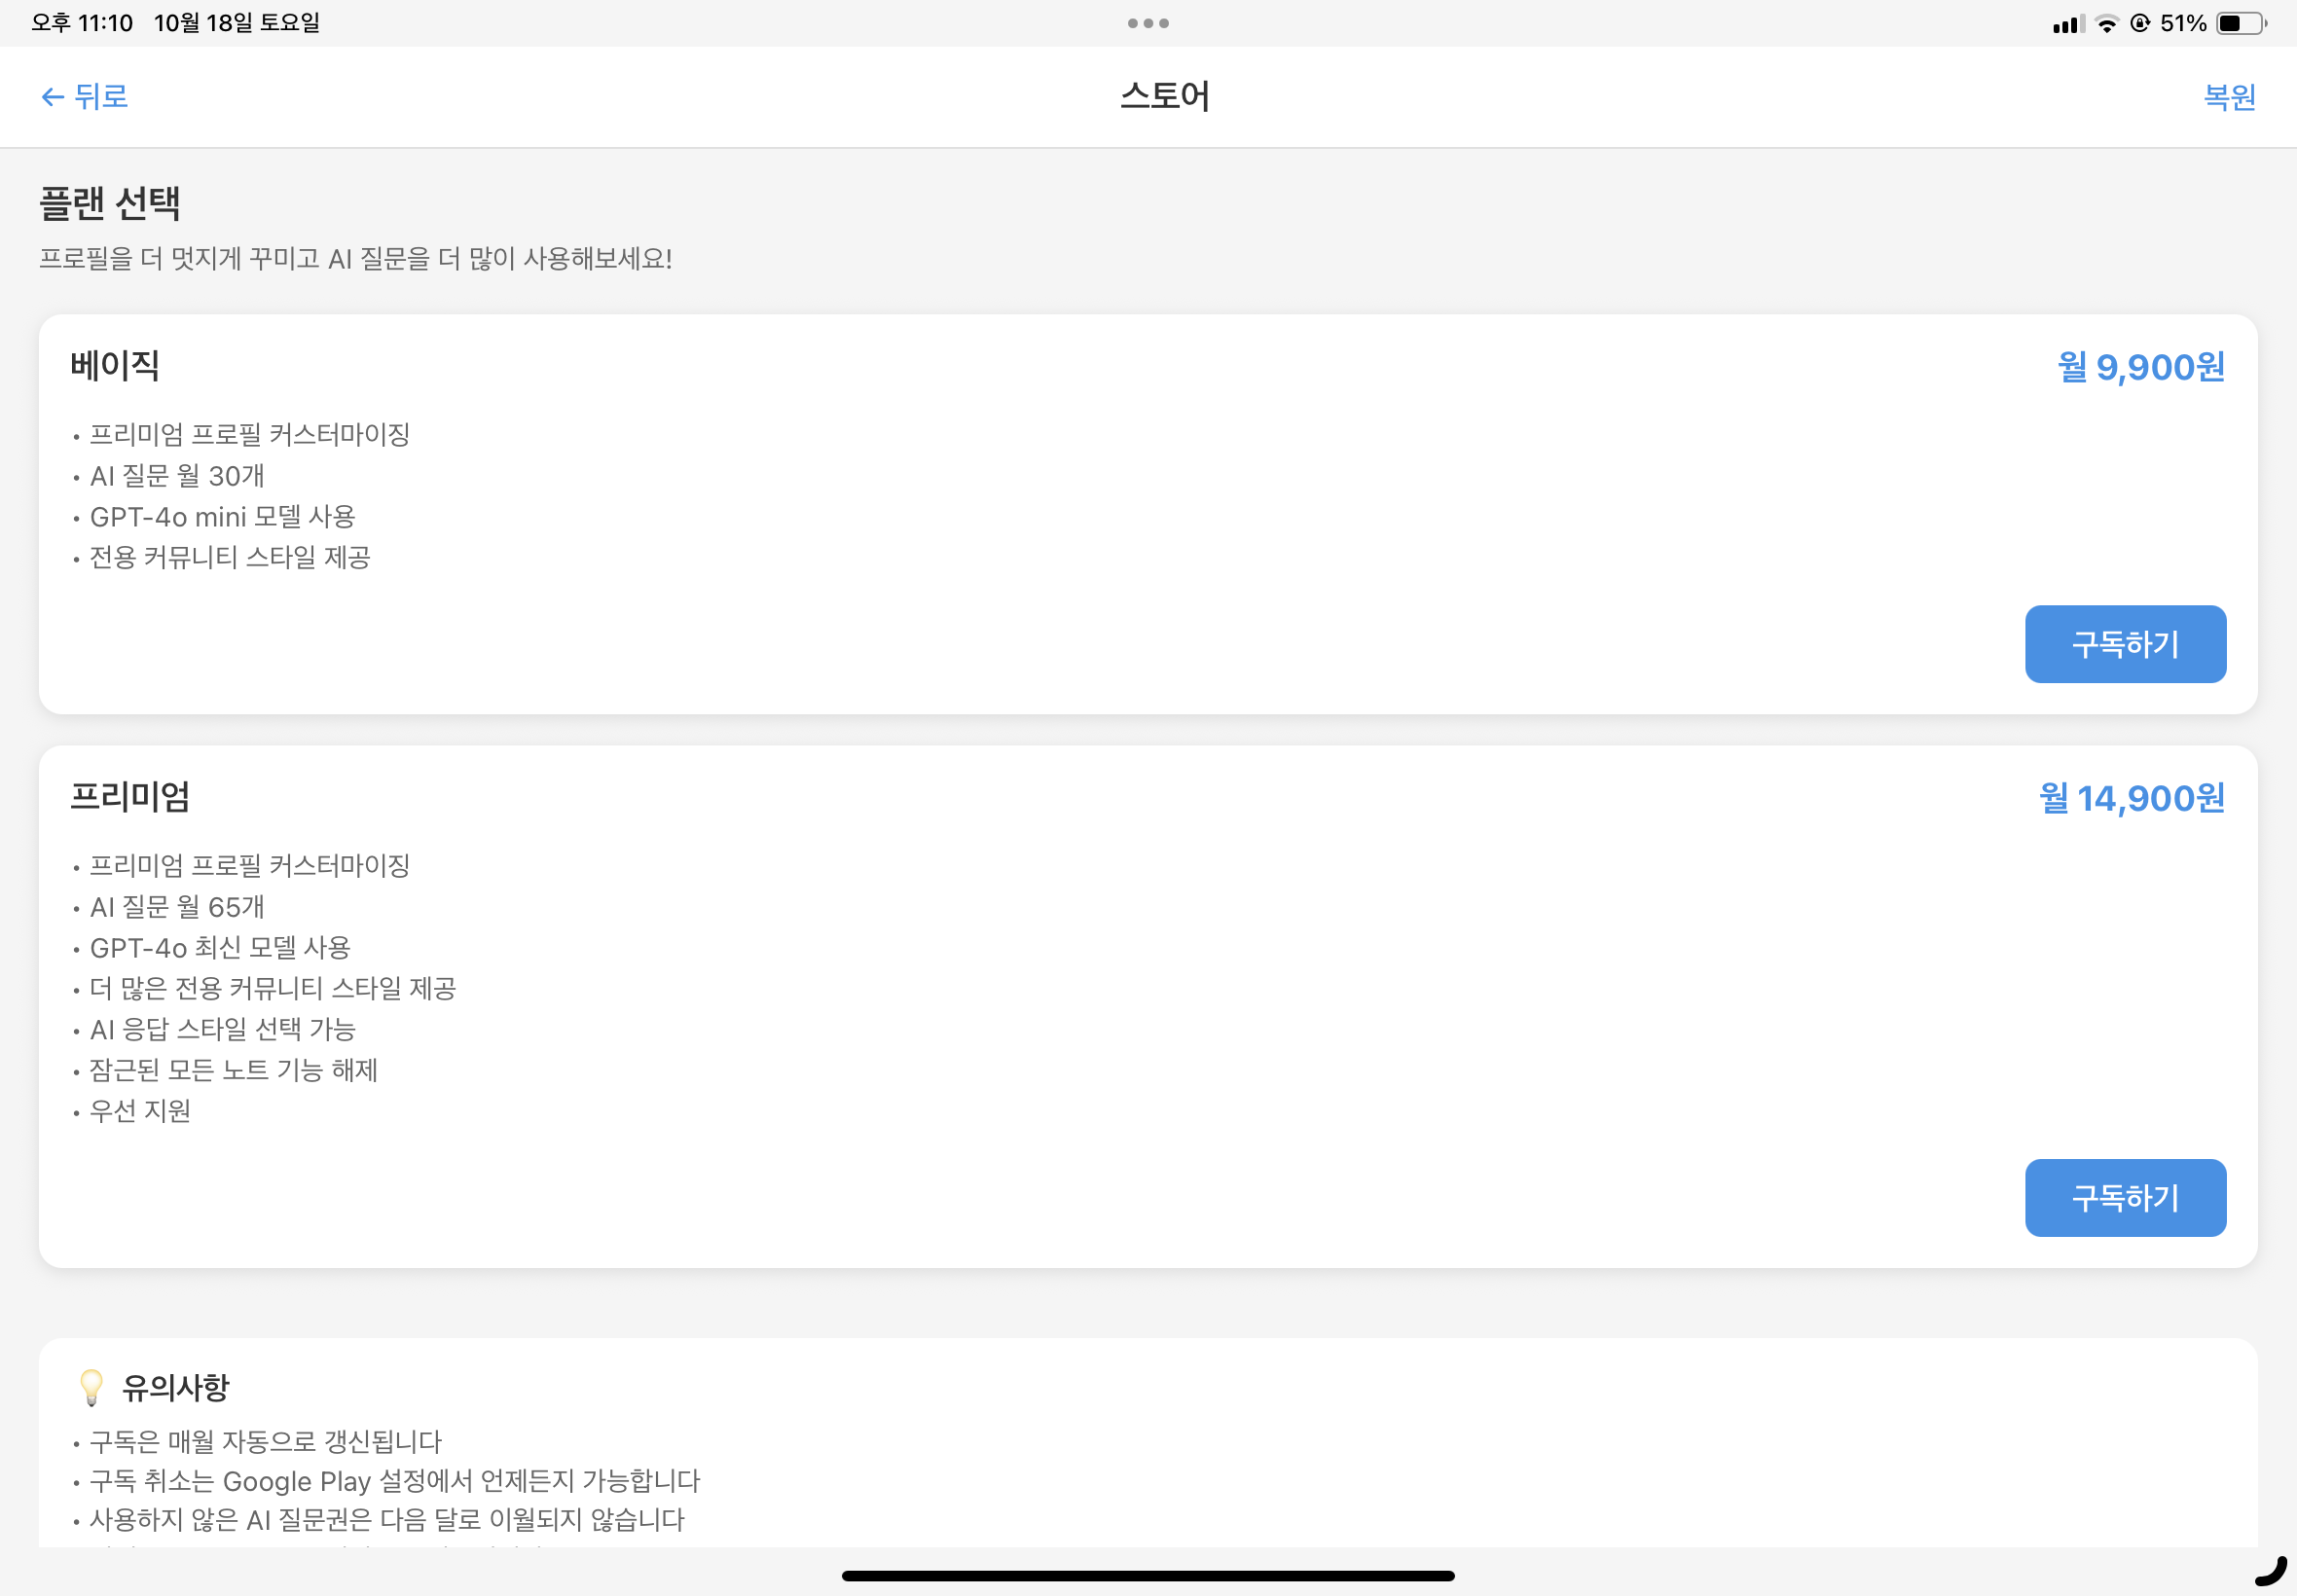 오후 11:10 10월 18일 토요일
51%
← 뒤로
스토어
복원
플랜 선택
프로필을 더 멋지게 꾸미고 AI 질문을 더 많이 사용해보세요!
베이직
월 9,900원
• 프리미엄 프로필 커스터마이징
• AI 질문 월 30개
• GPT-4o mini 모델 사용
• 전용 커뮤니티 스타일 제공
구독하기
프리미엄
월 14,900원
• 프리미엄 프로필 커스터마이징
• AI 질문 월 65개
• GPT-4o 최신 모델 사용
• 더 많은 전용 커뮤니티 스타일 제공
• AI 응답 스타일 선택 가능
• 잠근된 모든 노트 기능 해제
• 우선 지원
구독하기
💡 유의사항
• 구독은 매월 자동으로 갱신됩니다
• 구독 취소는 Google Play 설정에서 언제든지 가능합니다
• 사용하지 않은 AI 질문권은 다음 달로 이월되지 않습니다